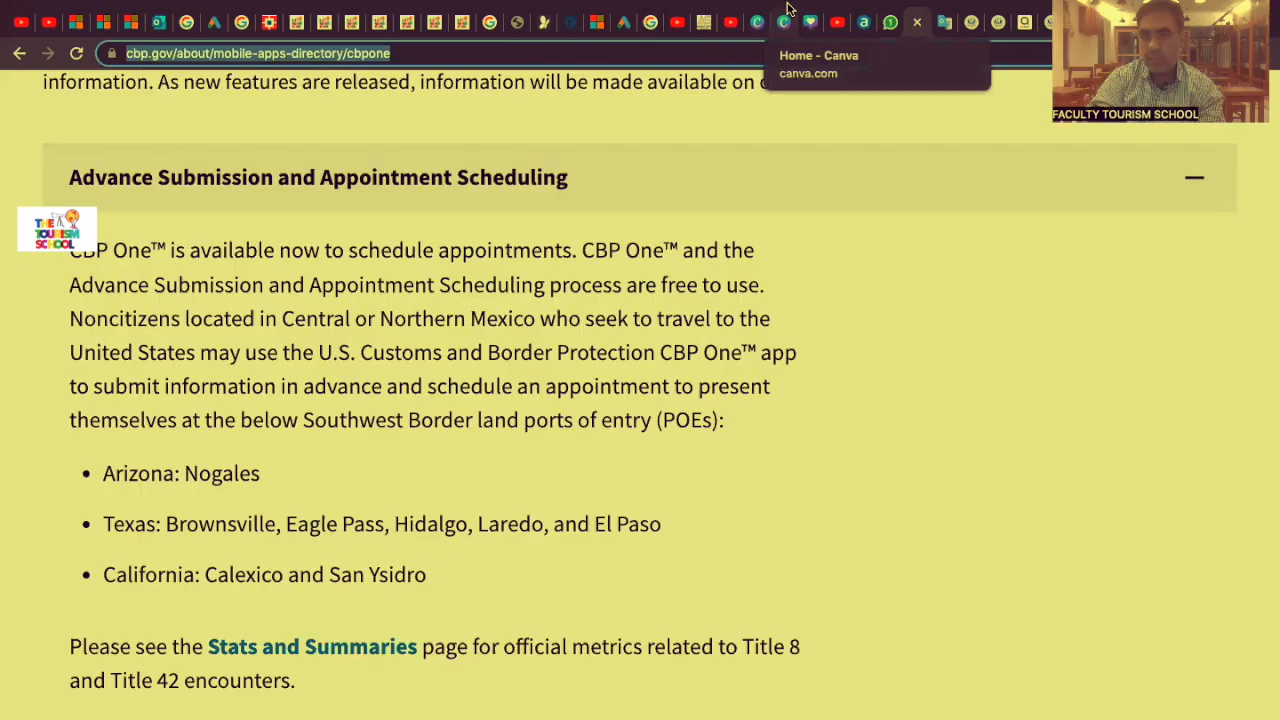 cbp.gov/about/mobile-apps-directory/cbpone
Home - Canva
canva.com
FACULTY TOURISM SCHOOL
information. As new features are released, information will be made available on
Advance Submission and Appointment Scheduling
THE TOURISM SCHOOL
CBP One™ is available now to schedule appointments. CBP One™ and the
Advance Submission and Appointment Scheduling process are free to use.
Noncitizens located in Central or Northern Mexico who seek to travel to the
United States may use the U.S. Customs and Border Protection CBP One™ app
to submit information in advance and schedule an appointment to present
themselves at the below Southwest Border land ports of entry (POEs):
• Arizona: Nogales
• Texas: Brownsville, Eagle Pass, Hidalgo, Laredo, and El Paso
• California: Calexico and San Ysidro
Please see the Stats and Summaries page for official metrics related to Title 8
and Title 42 encounters.